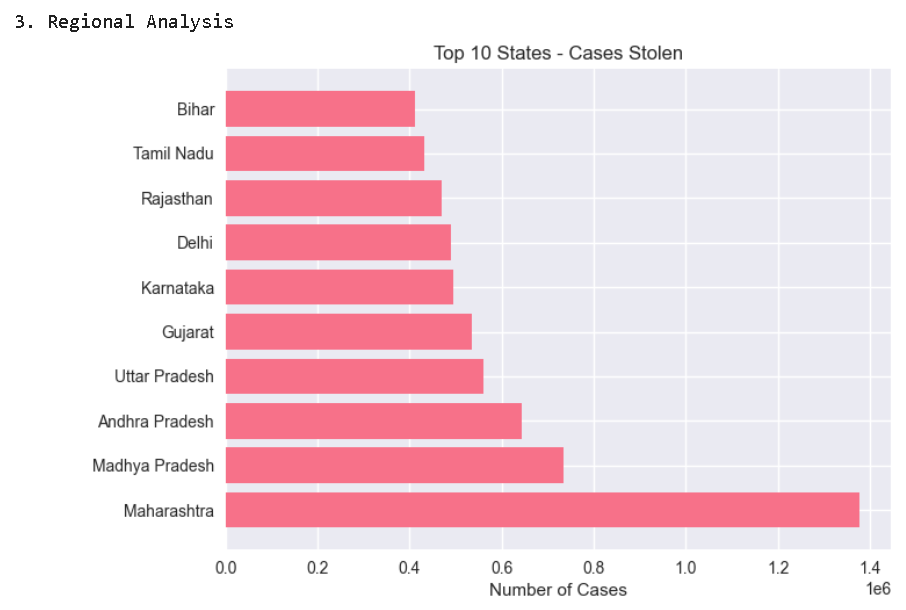 3. Regional Analysis
Top 10 States - Cases Stolen
Bihar
Tamil Nadu
Rajasthan
Delhi
Karnataka
Gujarat
Uttar Pradesh
Andhra Pradesh
Madhya Pradesh
Maharashtra
0.0 0.2 0.4 0.6 0.8 1.0 1.2 1.4
1e6
Number of Cases